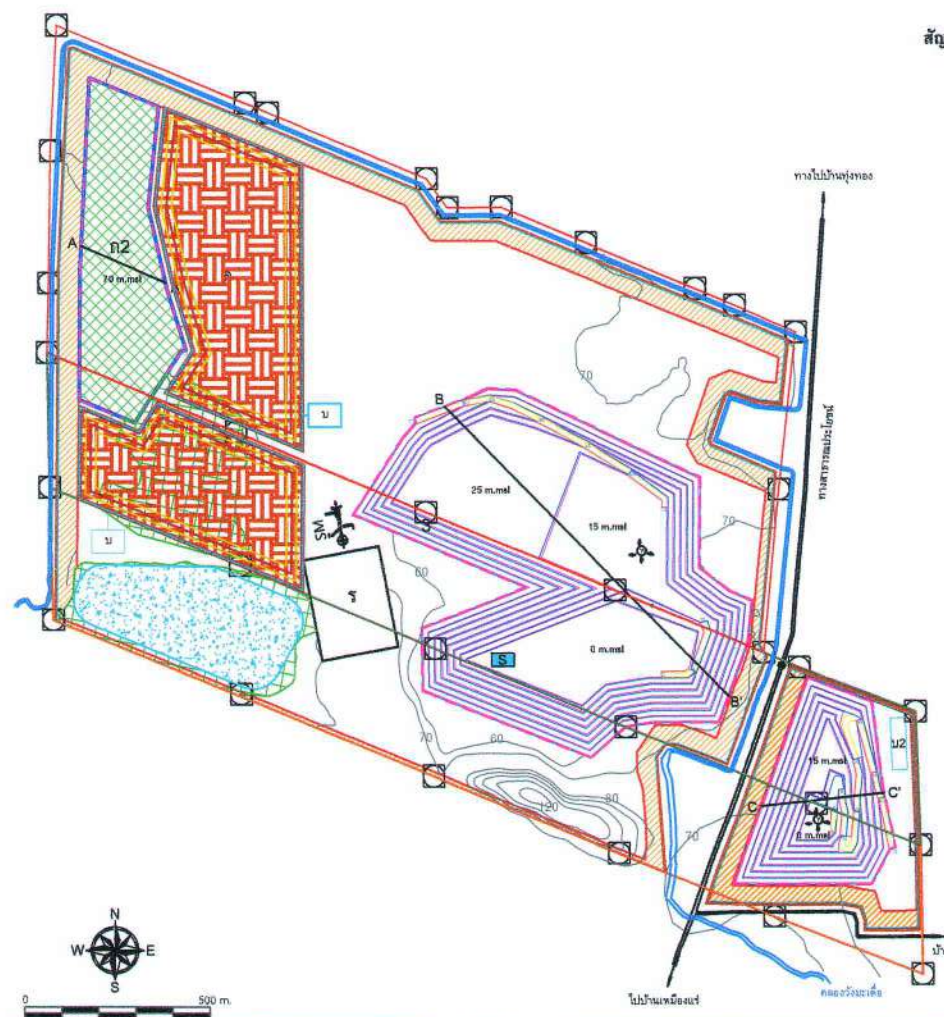 สัญ
ทางไปบ้านทุ่งทอง
A
ถ2
70 m.msl
A'
70
B
บ
ทางสาธารณประโยชน์
25 m.msl
15 m.msl
70
SM
60
บ
ร
0 m.msl
S
B'
บ2
15 m.msl
60
70
C
C'
80
120
0 m.msl
70
N
W
E
S
บ้า
0
500 m.
ไปบ้านเหมืองแร่
คลองวังมะเดื่อ